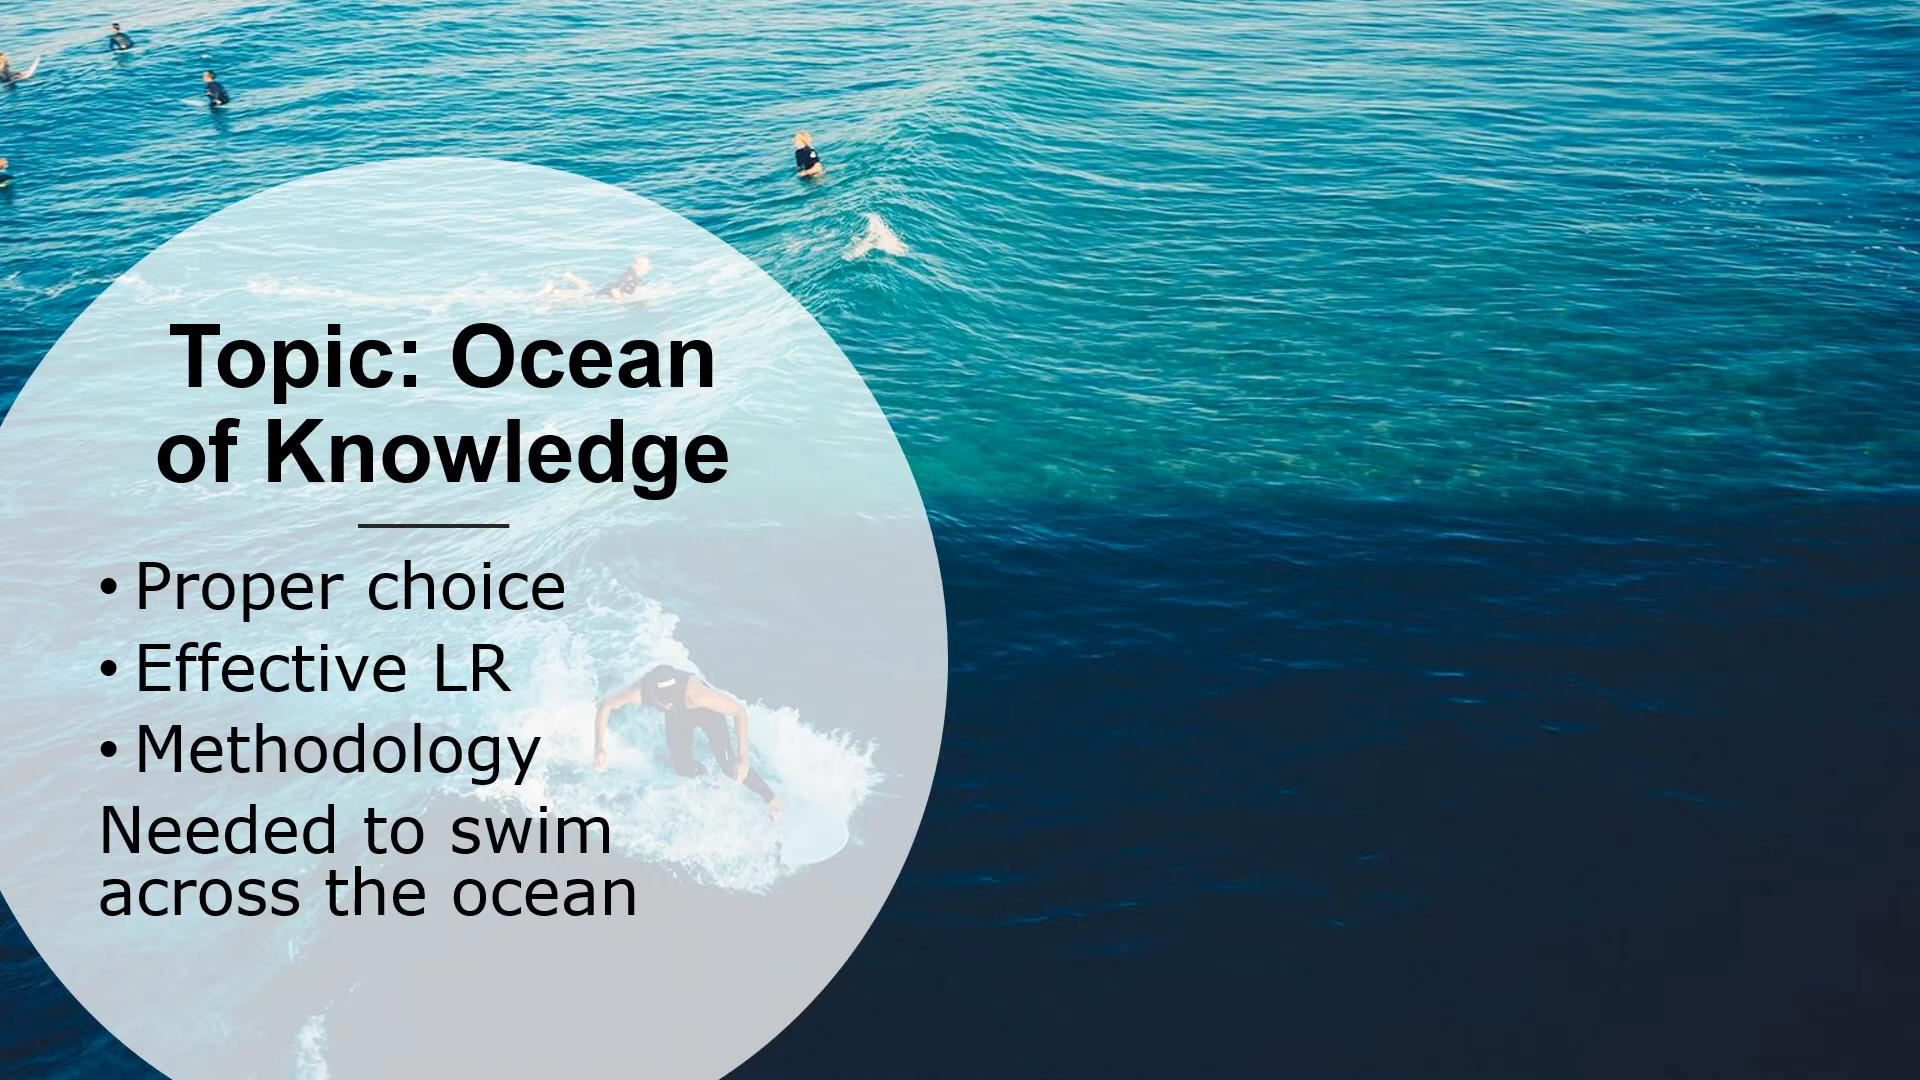 Topic: Ocean
of Knowledge
• Proper choice
• Effective LR
• Methodology
Needed to swim
across the ocean